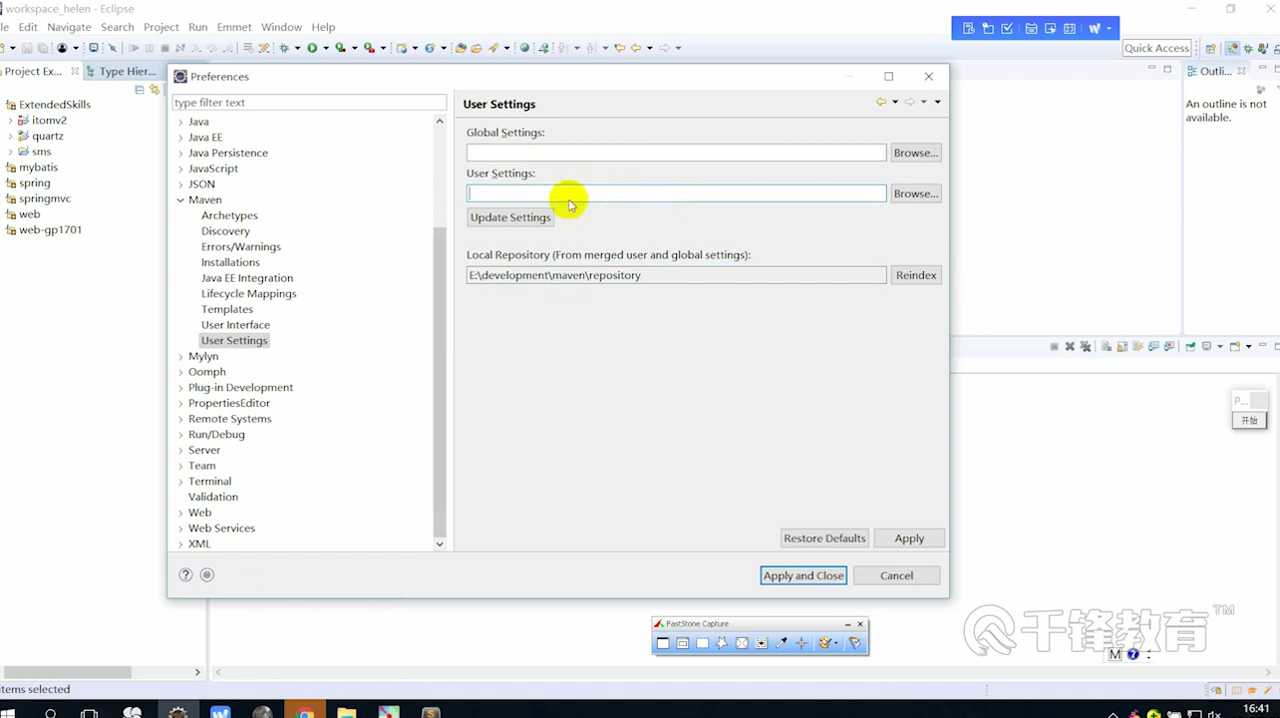 workspace_helen - Eclipse
Edit Navigate Search Project Run Emmet Window Help
Quick Access
Project Ex...
Type Hier...
ExtendedSkills
itomv2
quartz
sms
mybatis
spring
springmvc
web
web-gp1701
Preferences
type filter text
Java
Java EE
Java Persistence
JavaScript
JSON
Maven
Archetypes
Discovery
Errors/Warnings
Installations
Java EE Integration
Lifecycle Mappings
Templates
User Interface
User Settings
Mylyn
Oomph
Plug-in Development
PropertiesEditor
Remote Systems
Run/Debug
Server
Team
Terminal
Validation
Web
Web Services
XML
User Settings
Global Settings:
Browse...
User Settings:
Browse...
Update Settings
Local Repository (From merged user and global settings):
E:\development\maven\repository
Reindex
Restore Defaults
Apply
Apply and Close
Cancel
Outli...
An outline is not
available.
P...
开始
FastStone Capture
千锋教育™
M
items selected
16:41